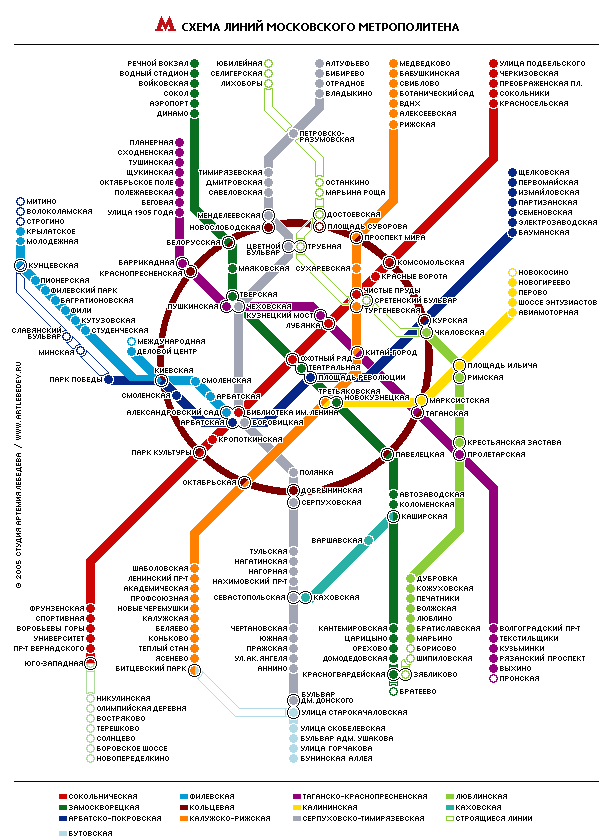 СХЕМА ЛИНИЙ МОСКОВСКОГО МЕТРОПОЛИТЕНА
РЕЧНОЙ ВОКЗАЛ
ВОДНЫЙ СТАДИОН
ВОЙКОВСКАЯ
СОКОЛ
АЭРОПОРТ
ДИНАМО
ЮБИЛЕЙНАЯ
СЕЛИГЕРСКАЯ
ЛИХОБОРЫ
АЛТУФЬЕВО
БИБИРЕВО
ОТРАДНОЕ
ВЛАДЫКИНО
ПЕТРОВСКО-
РАЗУМОВСКАЯ
МЕДВЕДКОВО
БАБУШКИНСКАЯ
СВИБЛОВО
БОТАНИЧЕСКИЙ САД
ВДНХ
АЛЕКСЕЕВСКАЯ
РИЖСКАЯ
УЛИЦА ПОДБЕЛЬСКОГО
ЧЕРКИЗОВСКАЯ
ПРЕОБРАЖЕНСКАЯ ПЛ.
СОКОЛЬНИКИ
КРАСНОСЕЛЬСКАЯ
ПЛАНЕРНАЯ
СХОДНЕНСКАЯ
ТУШИНСКАЯ
ЩУКИНСКАЯ
ОКТЯБРЬСКОЕ ПОЛЕ
ПОЛЕЖАЕВСКАЯ
БЕГОВАЯ
УЛИЦА 1905 ГОДА
ТИМИРЯЗЕВСКАЯ
ДМИТРОВСКАЯ
САВЕЛОВСКАЯ
МЕНДЕЛЕЕВСКАЯ
НОВОСЛОБОДСКАЯ
ОСТАНКИНО
МАРЬИНА РОЩА
ДОСТОЕВСКАЯ
ПЛОЩАДЬ СУВОРОВА
ПРОСПЕКТ МИРА
ЩЕЛКОВСКАЯ
ПЕРВОМАЙСКАЯ
ИЗМАЙЛОВСКАЯ
ПАРТИЗАНСКАЯ
СЕМЕНОВСКАЯ
ЭЛЕКТРОЗАВОДСКАЯ
БАУМАНСКАЯ
МИТИНО
ВОЛОКОЛАМСКАЯ
СТРОГИНО
КРЫЛАТСКОЕ
МОЛОДЕЖНАЯ
КУНЦЕВСКАЯ
ПИОНЕРСКАЯ
ФИЛЕВСКИЙ ПАРК
БАГРАТИОНОВСКАЯ
ФИЛИ
КУТУЗОВСКАЯ
СТУДЕНЧЕСКАЯ
СЛАВЯНСКИЙ
БУЛЬВАР
МИНСКАЯ
ПАРК ПОБЕДЫ
МЕЖДУНАРОДНАЯ
ДЕЛОВОЙ ЦЕНТР
КИЕВСКАЯ
СМОЛЕНСКАЯ
СМОЛЕНСКАЯ
АРБАТСКАЯ
АЛЕКСАНДРОВСКИЙ САД
АРБАТСКАЯ
БИБЛИОТЕКА ИМ. ЛЕНИНА
БОРОВИЦКАЯ
БЕЛОРУССКАЯ
БАРРИКАДНАЯ
КРАСНОПРЕСНЕНСКАЯ
МАЯКОВСКАЯ
ЦВЕТНОЙ
БУЛЬВАР
ТРУБНАЯ
СУХАРЕВСКАЯ
КОМСОМОЛЬСКАЯ
КРАСНЫЕ ВОРОТА
ЧИСТЫЕ ПРУДЫ
СРЕТЕНСКИЙ БУЛЬВАР
ТУРГЕНЕВСКАЯ
ТВЕРСКАЯ
ПУШКИНСКАЯ
ЧЕХОВСКАЯ
КУЗНЕЦКИЙ МОСТ
ЛУБЯНКА
КУРСКАЯ
ЧКАЛОВСКАЯ
НОВОКОСИНО
НОВОГИРЕЕВО
ПЕРОВО
ШОССЕ ЭНТУЗИАСТОВ
АВИАМОТОРНАЯ
КИТАЙ-ГОРОД
ОХОТНЫЙ РЯД
ТЕАТРАЛЬНАЯ
ПЛОЩАДЬ РЕВОЛЮЦИИ
ТРЕТЬЯКОВСКАЯ
НОВОКУЗНЕЦКАЯ
ПЛОЩАДЬ ИЛЬИЧА
РИМСКАЯ
МАРКСИСТСКАЯ
ТАГАНСКАЯ
КРЕСТЬЯНСКАЯ ЗАСТАВА
ПРОЛЕТАРСКАЯ
КРОПОТКИНСКАЯ
ПАРК КУЛЬТУРЫ
ОКТЯБРЬСКАЯ
ПОЛЯНКА
ДОБРЫНИНСКАЯ
СЕРПУХОВСКАЯ
ПАВЕЛЕЦКАЯ
АВТОЗАВОДСКАЯ
КОЛОМЕНСКАЯ
КАШИРСКАЯ
ВАРШАВСКАЯ
КАХОВСКАЯ
ТУЛЬСКАЯ
НАГАТИНСКАЯ
НАГОРНАЯ
НАХИМОВСКИЙ ПР-Т
СЕВАСТОПОЛЬСКАЯ
ЧЕРТАНОВСКАЯ
ЮЖНАЯ
ПРАЖСКАЯ
УЛ. АК. ЯНГЕЛЯ
АННИНО
БУЛЬВАР
ДМ. ДОНСКОГО
УЛИЦА СТАРОКАЧАЛОВСКАЯ
УЛИЦА СКОБЕЛЕВСКАЯ
БУЛЬВАР АДМ. УШАКОВА
УЛИЦА ГОРЧАКОВА
БУНИНСКАЯ АЛЛЕЯ
ШАБОЛОВСКАЯ
ЛЕНИНСКИЙ ПР-Т
АКАДЕМИЧЕСКАЯ
ПРОФСОЮЗНАЯ
НОВЫЕ ЧЕРЕМУШКИ
КАЛУЖСКАЯ
БЕЛЯЕВО
КОНЬКОВО
ТЕПЛЫЙ СТАН
ЯСЕНЕВО
БИТЦЕВСКИЙ ПАРК
ФРУНЗЕНСКАЯ
СПОРТИВНАЯ
ВОРОБЬЕВЫ ГОРЫ
УНИВЕРСИТЕТ
ПР-Т ВЕРНАДСКОГО
ЮГО-ЗАПАДНАЯ
НИКУЛИНСКАЯ
ОЛИМПИЙСКАЯ ДЕРЕВНЯ
ВОСТРЯКОВО
ТЕРЕШКОВО
СОЛНЦЕВО
БОРОВСКОЕ ШОССЕ
НОВОПЕРЕДЕЛКИНО
КАНТЕМИРОВСКАЯ
ЦАРИЦЫНО
ОРЕХОВО
ДОМОДЕДОВСКАЯ
КРАСНОГВАРДЕЙСКАЯ
БРАТЕЕВО
ДУБРОВКА
КОЖУХОВСКАЯ
ПЕЧАТНИКИ
ВОЛЖСКАЯ
ЛЮБЛИНО
БРАТИСЛАВСКАЯ
МАРЬИНО
БОРИСОВО
ШИПИЛОВСКАЯ
ЗЯБЛИКОВО
ВОЛГОГРАДСКИЙ ПР-Т
ТЕКСТИЛЬЩИКИ
КУЗЬМИНКИ
РЯЗАНСКИЙ ПРОСПЕКТ
ВЫХИНО
ПРОНСКАЯ
© 2005 СТУДИЯ АРТЕМИЯ ЛЕБЕДЕВА / WWW.ARTLEBEDEV.RU
СОКОЛЬНИЧЕСКАЯ
ЗАМОСКВОРЕЦКАЯ
АРБАТСКО-ПОКРОВСКАЯ
БУТОВСКАЯ
ФИЛЕВСКАЯ
КОЛЬЦЕВАЯ
КАЛУЖСКО-РИЖСКАЯ
ТАГАНСКО-КРАСНОПРЕСНЕНСКАЯ
КАЛИНИНСКАЯ
СЕРПУХОВСКО-ТИМИРЯЗЕВСКАЯ
ЛЮБЛИНСКАЯ
КАХОВСКАЯ
СТРОЯЩИЕСЯ ЛИНИИ